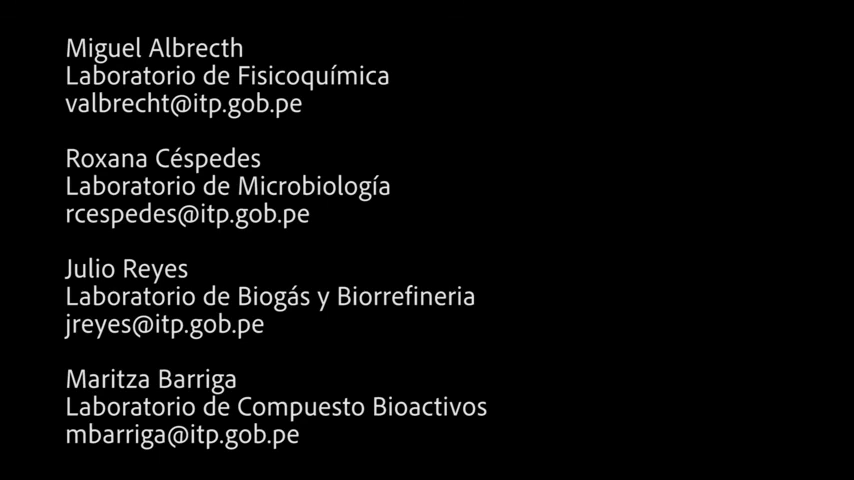 Miguel Albrecth
Laboratorio de Fisicoquímica
valbrecht@itp.gob.pe
Roxana Céspedes
Laboratorio de Microbiología
rcespedes@itp.gob.pe
Julio Reyes
Laboratorio de Biogás y Biorrefineria
jreyes@itp.gob.pe
Maritza Barriga
Laboratorio de Compuesto Bioactivos
mbarriga@itp.gob.pe